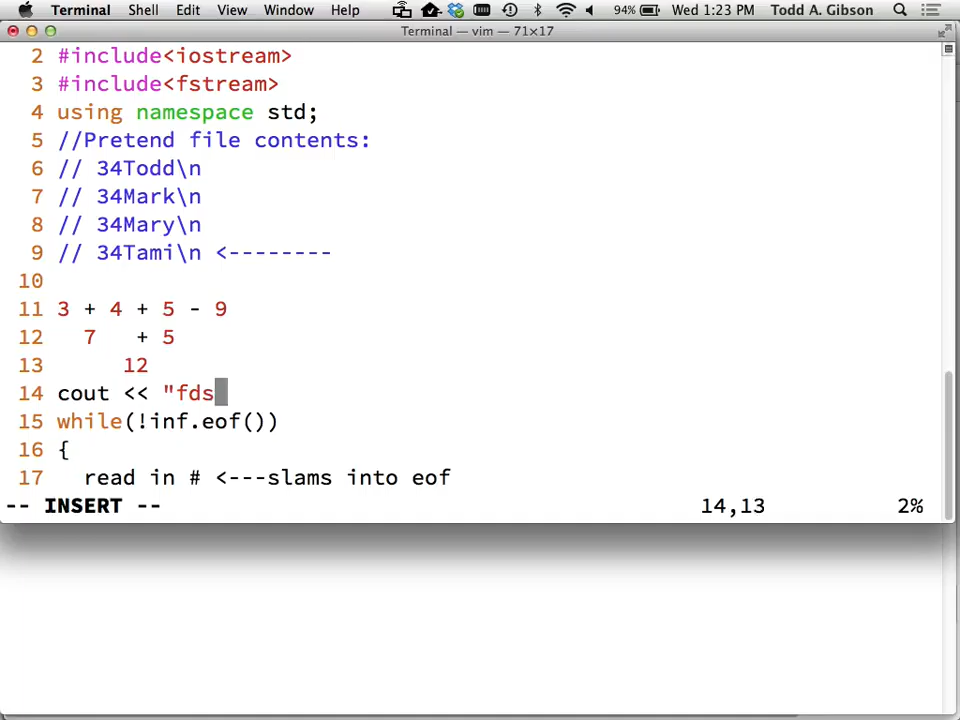 Terminal Shell Edit View Window Help 94% Wed 1:23 PM Todd A. Gibson
Terminal — vim — 71×17
2 #include<iostream>
3 #include<fstream>
4 using namespace std;
5 //Pretend file contents:
6 // 34Todd\n
7 // 34Mark\n
8 // 34Mary\n
9 // 34Tami\n <--------
10
11 3 + 4 + 5 - 9
12 7 + 5
13 12
14 cout << "fds
15 while(!inf.eof())
16 {
17 read in # <---slams into eof
-- INSERT -- 14,13 2%